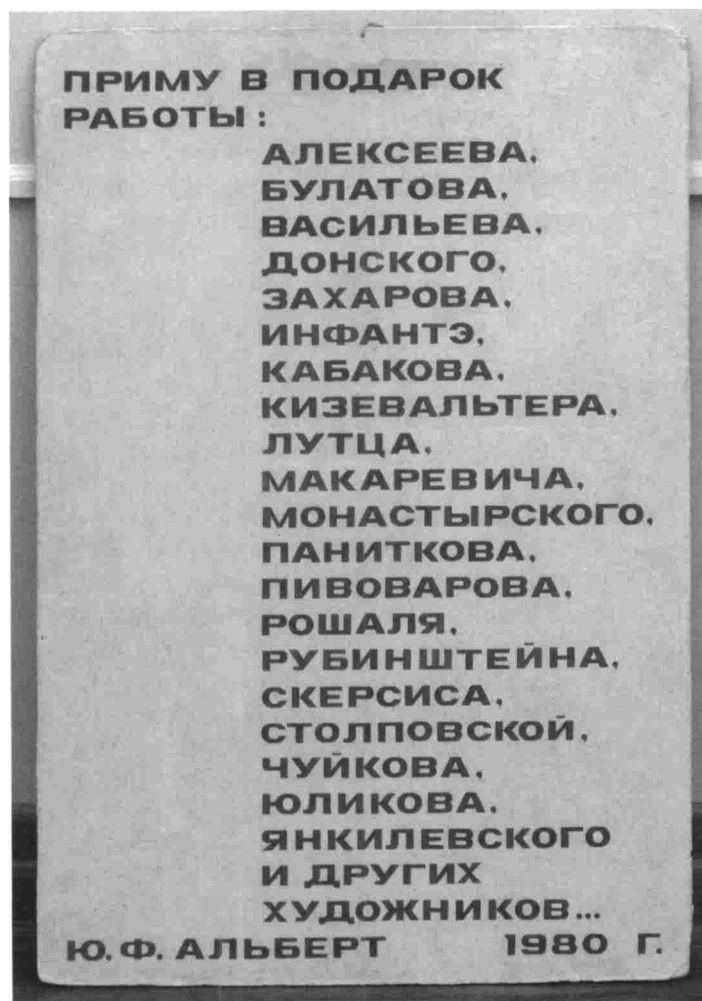 ПРИМУ В ПОДАРОК
РАБОТЫ:
АЛЕКСЕЕВА,
БУЛАТОВА,
ВАСИЛЬЕВА,
ДОНСКОГО,
ЗАХАРОВА,
ИНФАНТЭ,
КАБАКОВА,
КИЗЕВАЛЬТЕРА,
ЛУТЦА,
МАКАРЕВИЧА,
МОНАСТЫРСКОГО,
ПАНИТКОВА,
ПИВОВАРОВА,
РОШАЛЯ,
РУБИНШТЕЙНА,
СКЕРСИСА,
СТОЛПОВСКОЙ,
ЧУЙКОВА,
ЮЛИКОВА,
ЯНКИЛЕВСКОГО
И ДРУГИХ
ХУДОЖНИКОВ...
Ю.Ф. АЛЬБЕРТ 1980 Г.